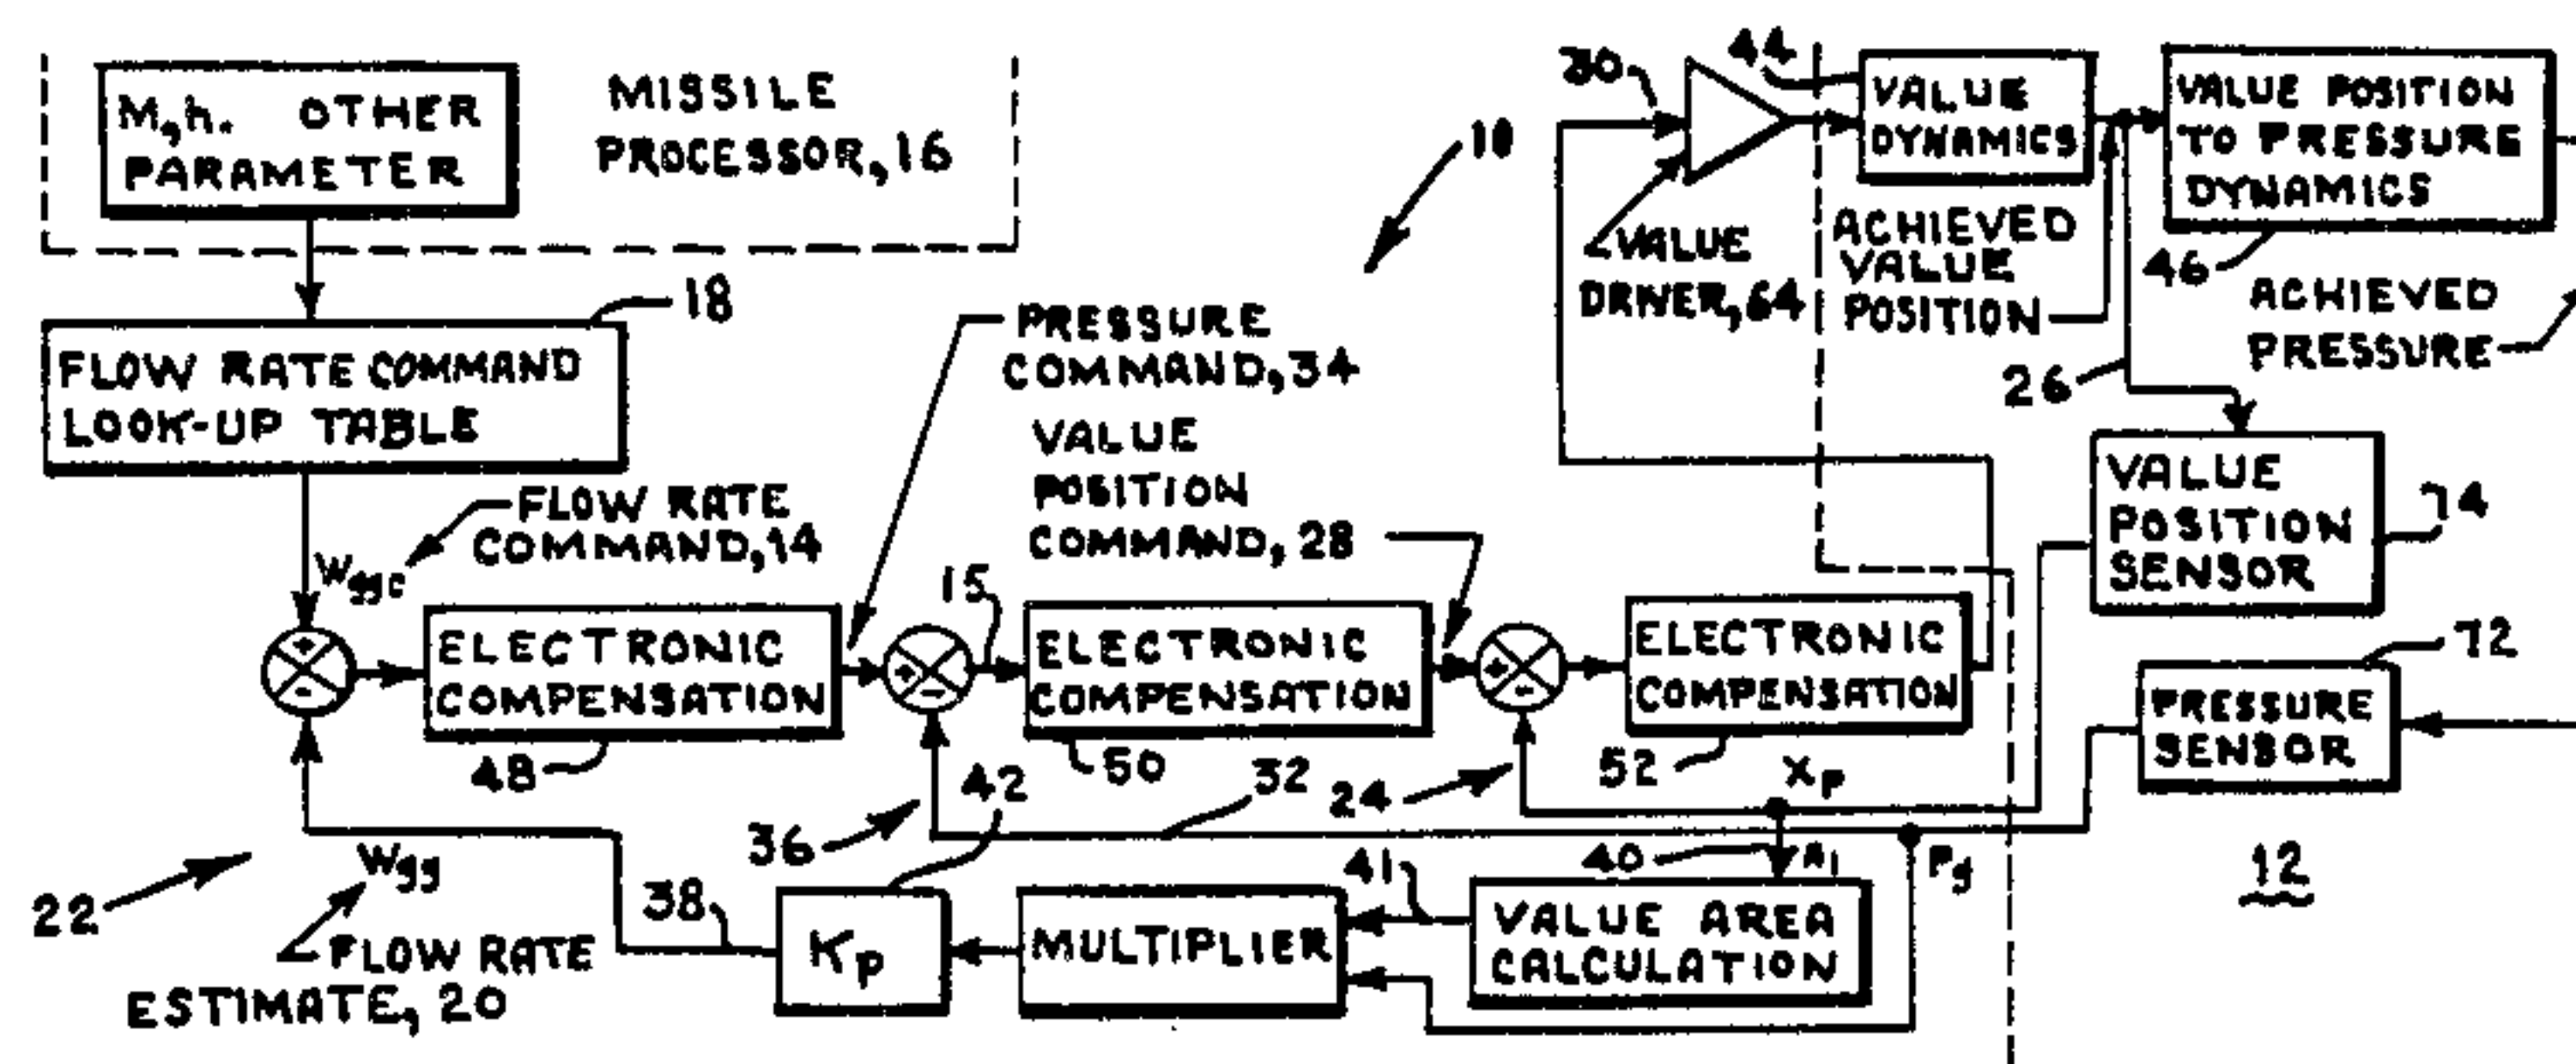 M,h. OTHER
PARAMETER
MISSILE
PROCESSOR, 16
18
FLOW RATE COMMAND
LOOK-UP TABLE
FLOW RATE
COMMAND, 14
Wggc
+
-
ELECTRONIC
COMPENSATION
48
PRESSURE
COMMAND, 34
+
-
15
ELECTRONIC
COMPENSATION
50
VALUE
POSITION
COMMAND, 28
+
-
ELECTRONIC
COMPENSATION
52
10
30
VALUE
DRIVER, 64
44
VALUE
DYNAMICS
ACHIEVED
VALUE
POSITION
VALUE POSITION
TO PRESSURE
DYNAMICS
46
ACHIEVED
PRESSURE
26
VALUE
POSITION
SENSOR
74
PRESSURE
SENSOR
72
12
24
Xp
36
32
42
40
A1
Pg
41
VALUE AREA
CALCULATION
MULTIPLIER
Kp
38
22
Wgg
FLOW RATE
ESTIMATE, 20